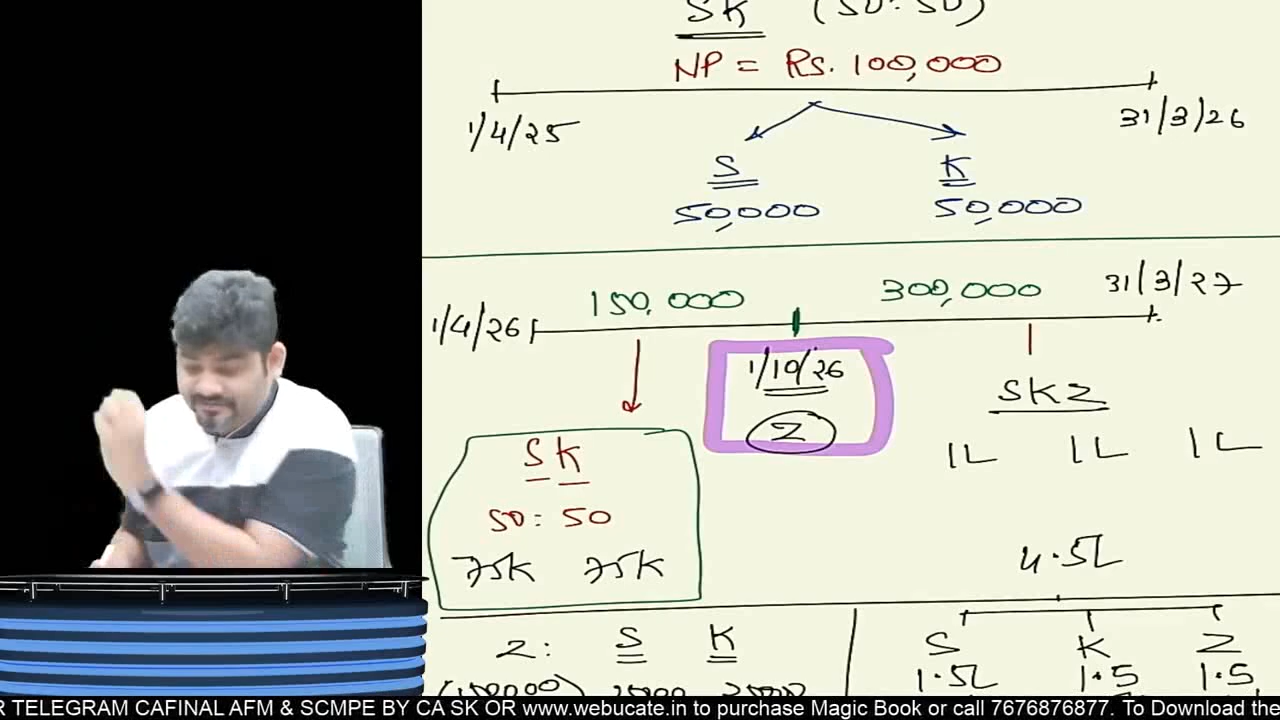 SK (50:50)
NP = Rs. 100,000
1/4/25 31/3/26
S K
50,000 50,000
150,000 300,000 31/3/27
1/4/26
1/10/26
Z
SKZ
1L 1L 1L
SK
50:50
75K 75K
4.5L
Z: S K
S K Z
1.5L 1.5 1.5
(150000) 75000 75000
R TELEGRAM CAFINAL AFM & SCMPE BY CA SK OR www.webucate.in to purchase Magic Book or call 7676876877. To Download the